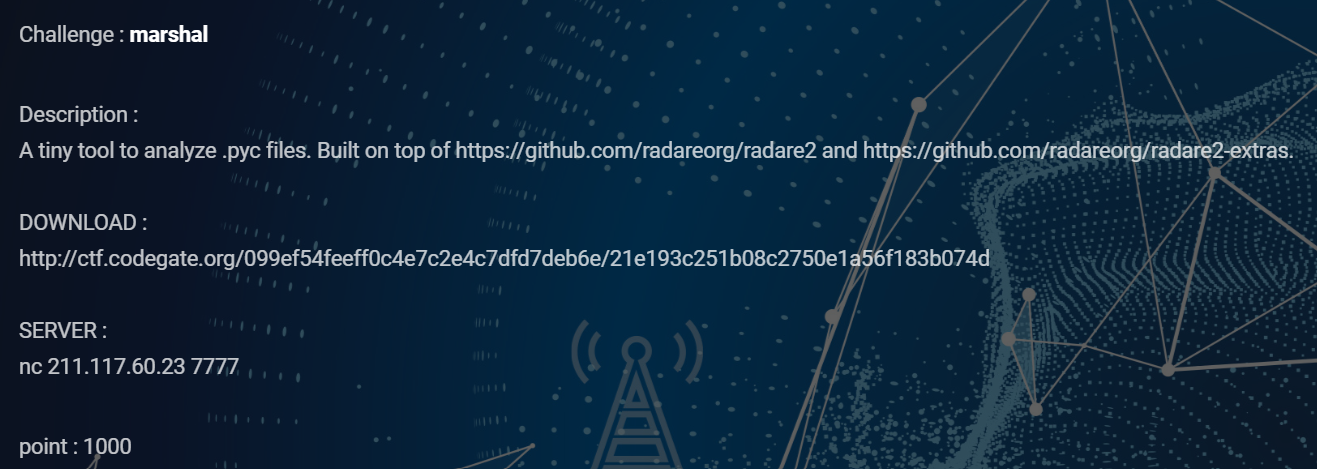 Challenge : marshal
Description :
A tiny tool to analyze .pyc files. Built on top of https://github.com/radareorg/radare2 and https://github.com/radareorg/radare2-extras.
DOWNLOAD :
http://ctf.codegate.org/099ef54feeff0c4e7c2e4c7dfd7deb6e/21e193c251b08c2750e1a56f183b074d
SERVER :
nc 211.117.60.23 7777
point : 1000